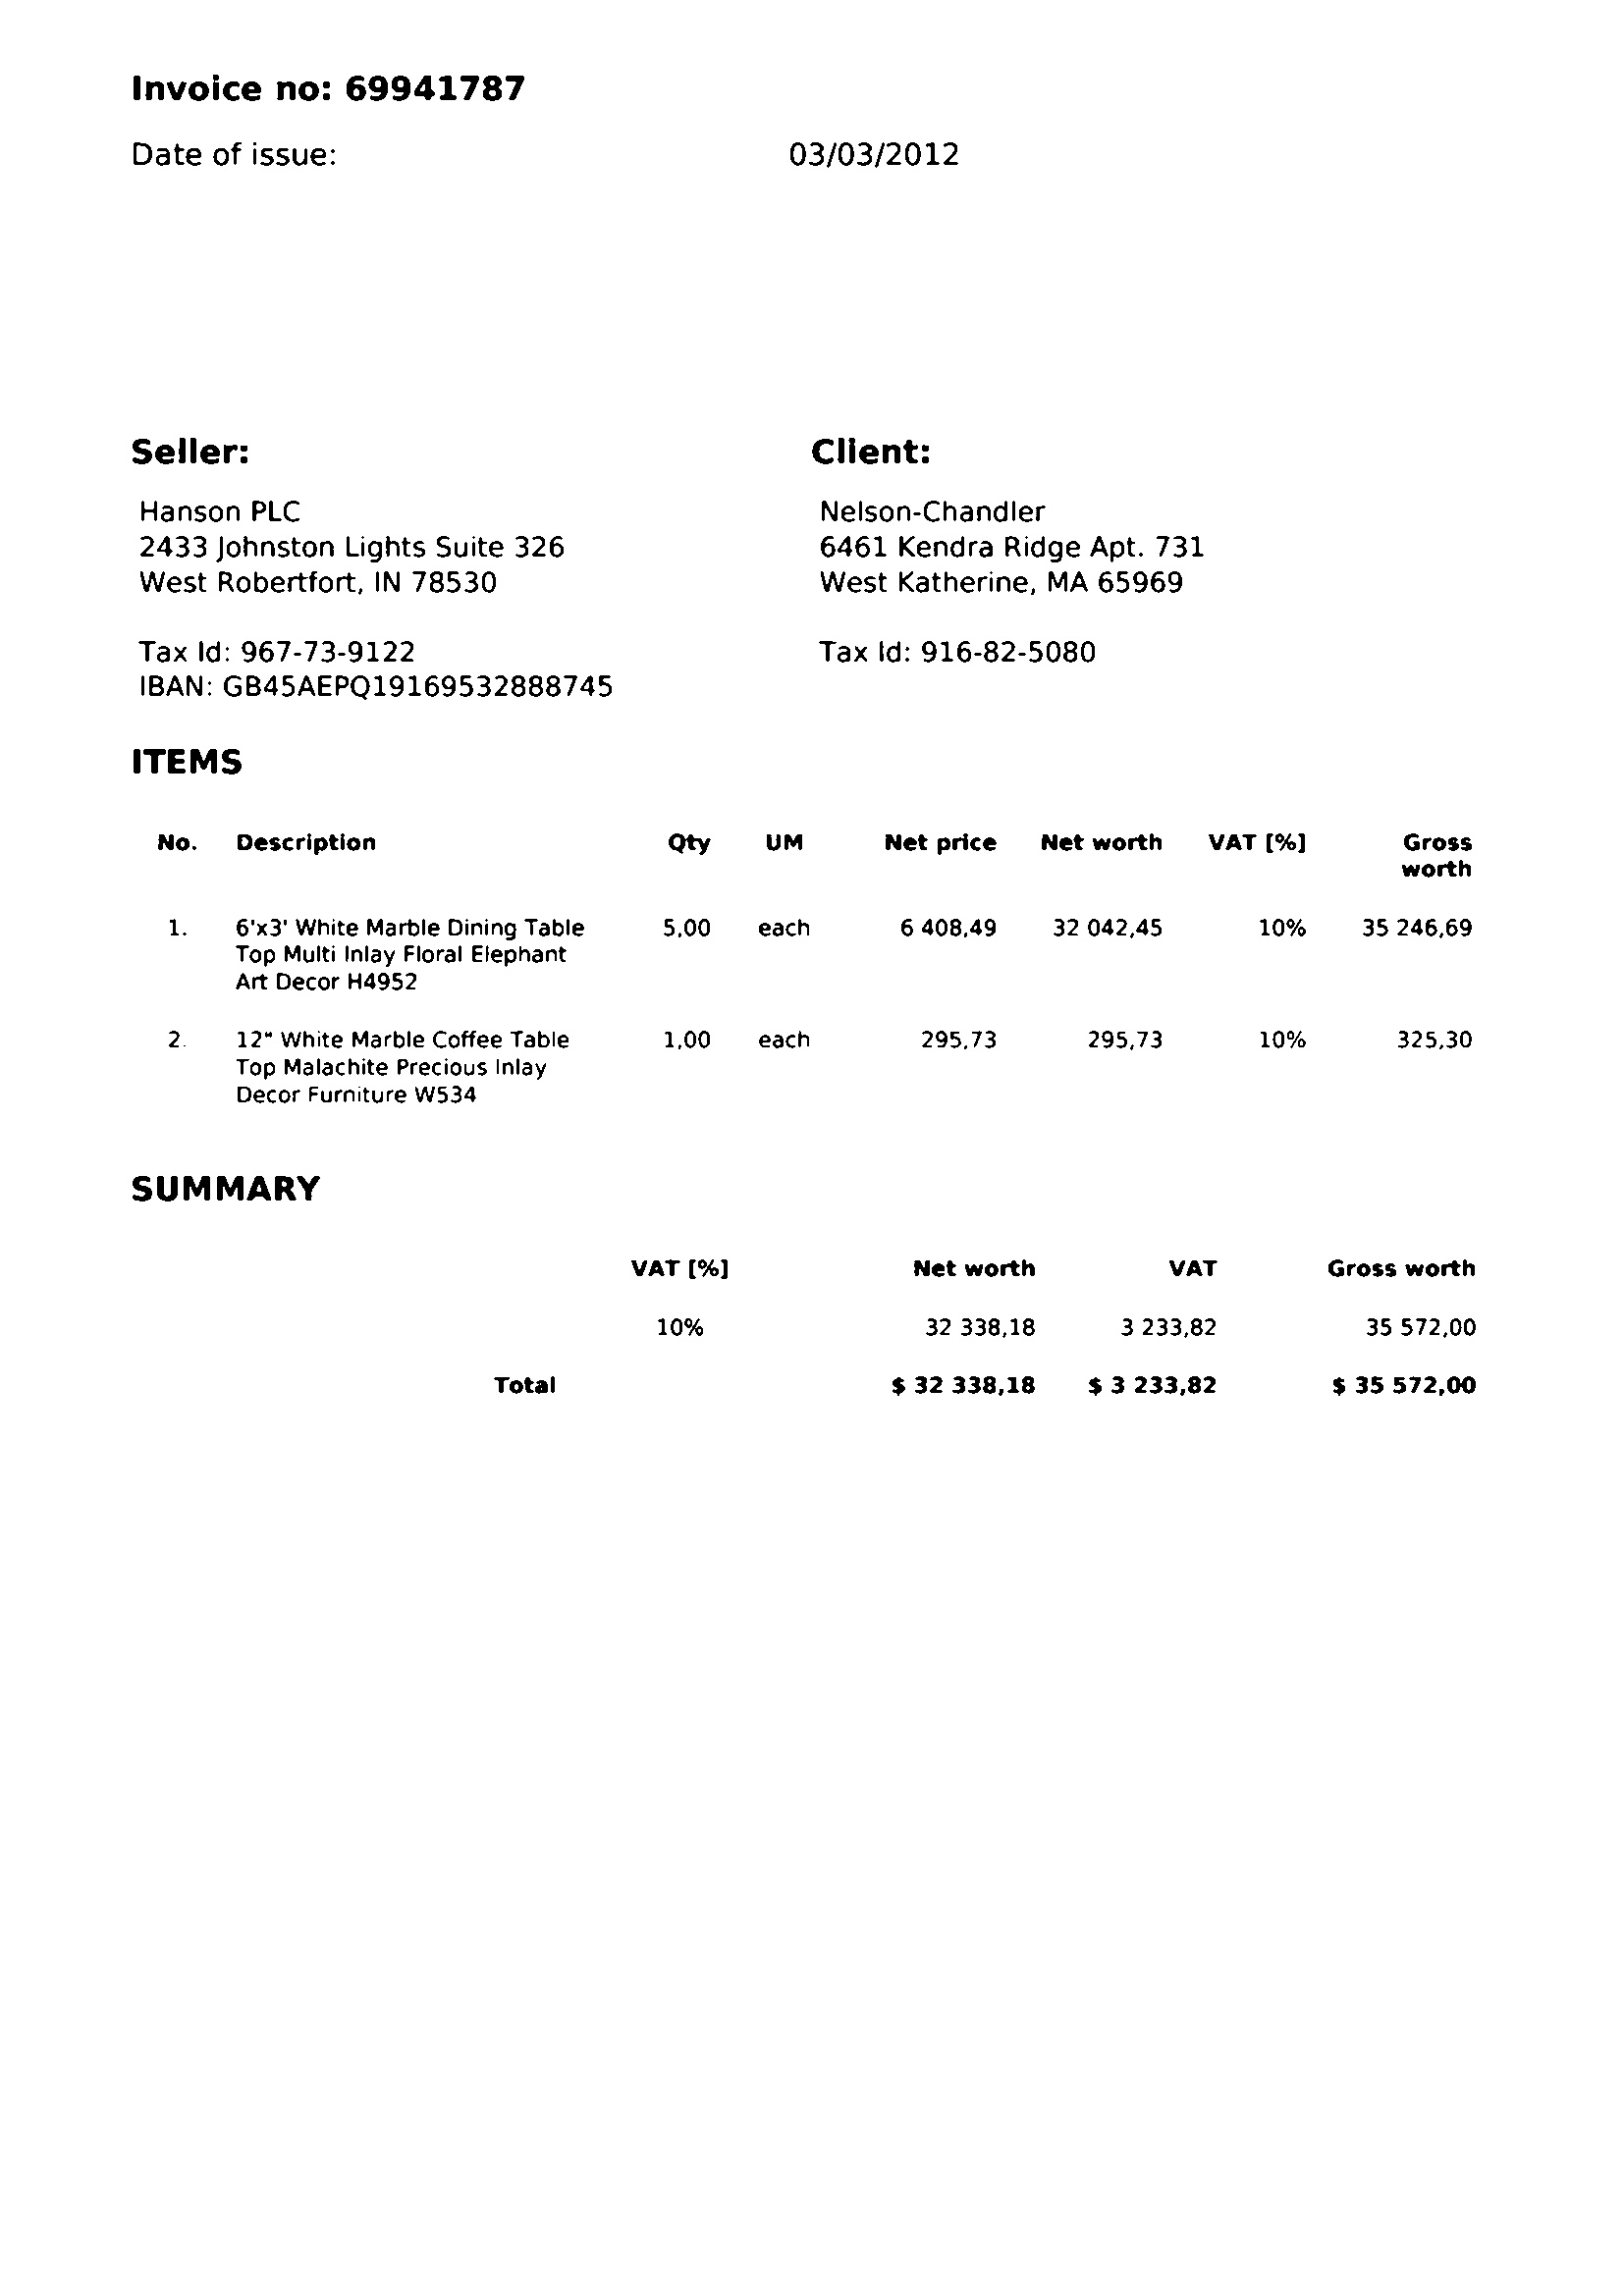 Invoice no: 69941787
Date of issue: 03/03/2012
Seller: Client:
Hanson PLC Nelson-Chandler
2433 Johnston Lights Suite 326 6461 Kendra Ridge Apt. 731
West Robertfort, IN 78530 West Katherine, MA 65969
Tax Id: 967-73-9122 Tax Id: 916-82-5080
IBAN: GB45AEPQ19169532888745
ITEMS
No. Description Qty UM Net price Net worth VAT [%] Gross
worth
1. 6'x3' White Marble Dining Table 5,00 each 6 408,49 32 042,45 10% 35 246,69
Top Multi Inlay Floral Elephant
Art Decor H4952
2. 12" White Marble Coffee Table 1,00 each 295,73 295,73 10% 325,30
Top Malachite Precious Inlay
Decor Furniture W534
SUMMARY
VAT [%] Net worth VAT Gross worth
10% 32 338,18 3 233,82 35 572,00
Total $ 32 338,18 $ 3 233,82 $ 35 572,00